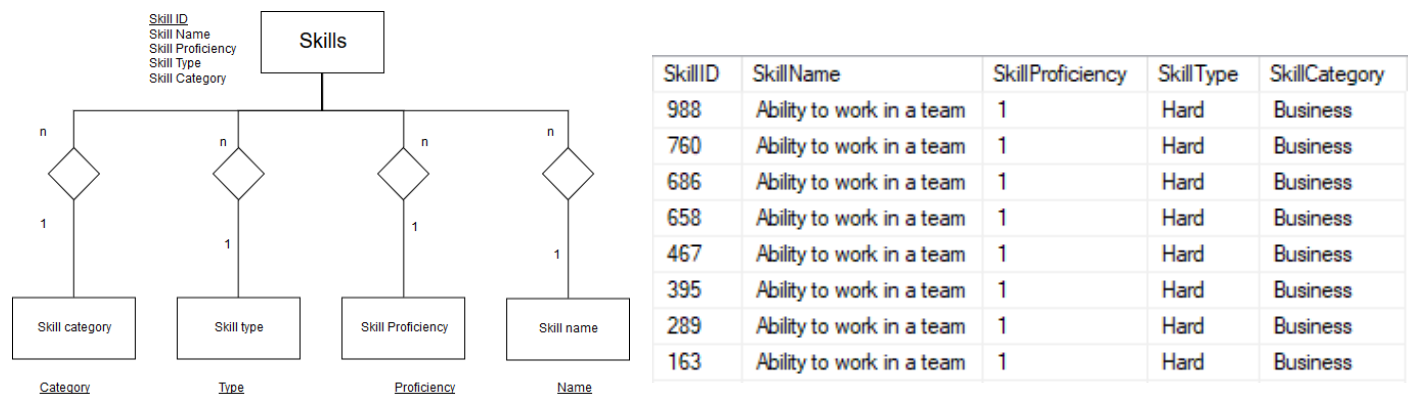 Skill ID
Skill Name
Skill Proficiency
Skill Type
Skill Category
Skills
n
n
n
n
1
1
1
1
Skill category
Skill type
Skill Proficiency
Skill name
Category
Type
Proficiency
Name
SkillID SkillName SkillProficiency SkillType SkillCategory
988 Ability to work in a team 1 Hard Business
760 Ability to work in a team 1 Hard Business
686 Ability to work in a team 1 Hard Business
658 Ability to work in a team 1 Hard Business
467 Ability to work in a team 1 Hard Business
395 Ability to work in a team 1 Hard Business
289 Ability to work in a team 1 Hard Business
163 Ability to work in a team 1 Hard Business